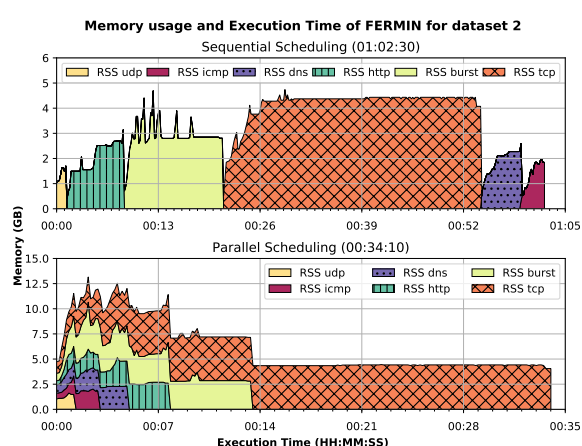 Memory usage and Execution Time of FERMIN for dataset 2
Sequential Scheduling (01:02:30)
RSS udp RSS icmp RSS dns RSS http RSS burst RSS tcp
6
5
4
3
2
1
0
00:00 00:13 00:26 00:39 00:52 01:05
Memory (GB)
Parallel Scheduling (00:34:10)
RSS udp RSS dns RSS burst
RSS icmp RSS http RSS tcp
15.0
12.5
10.0
7.5
5.0
2.5
0.0
00:00 00:07 00:14 00:21 00:28 00:35
Execution Time (HH:MM:SS)